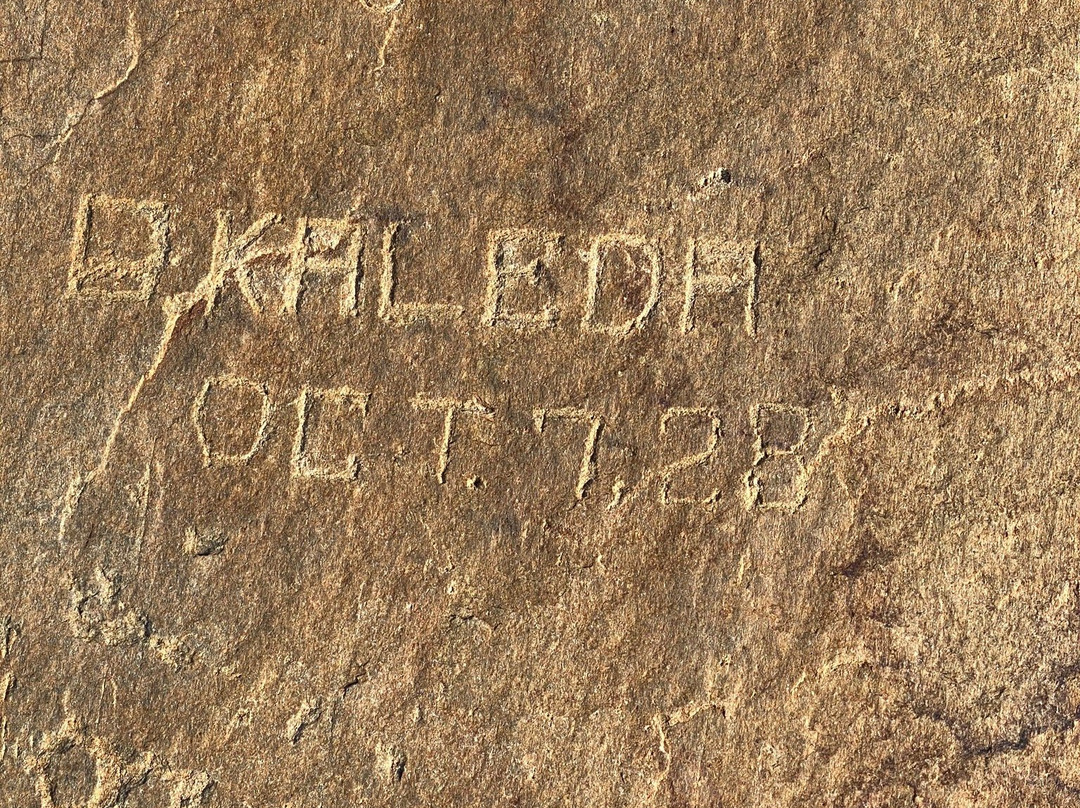 D KALEDA
OCT. 7, 28